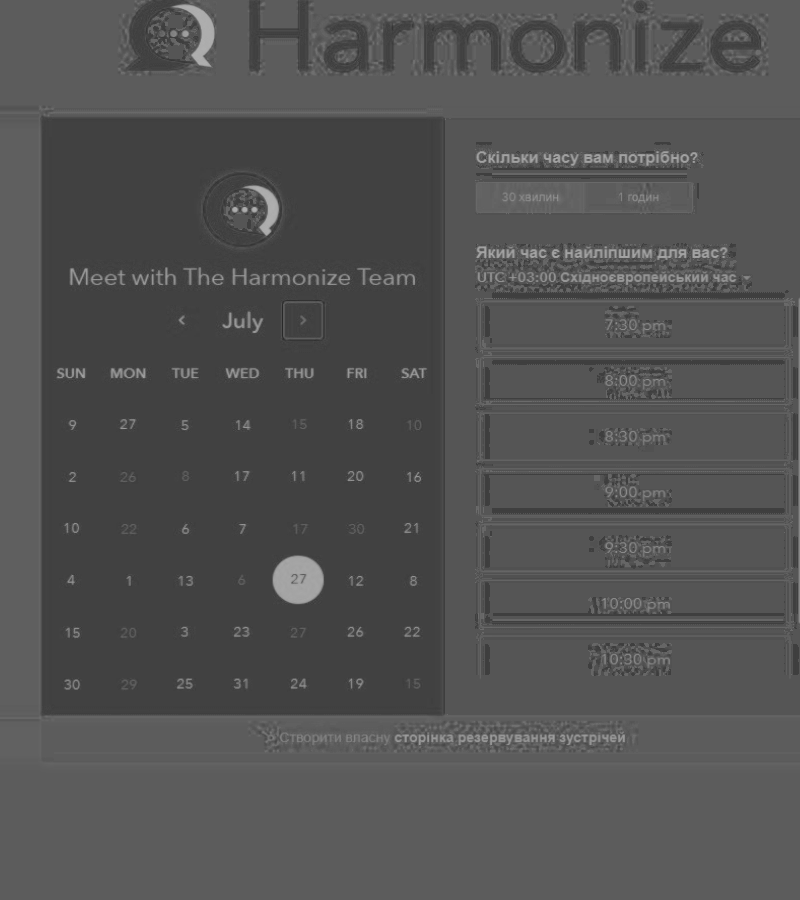 Harmonize
Meet with The Harmonize Team
July
SUN MON TUE WED THU FRI SAT
9 27 5 14 15 18 10
2 26 8 17 11 20 16
10 22 6 7 17 30 21
4 1 13 6 27 12 8
15 20 3 23 27 26 22
30 29 25 31 24 19 15
Скільки часу вам потрібно?
30 хвилин 1 годин
Який час є найліпшим для вас?
UTC +03:00 Східноєвропейський час
7:30 pm
8:00 pm
8:30 pm
9:00 pm
9:30 pm
10:00 pm
10:30 pm
Створити власну сторінка резервування зустрічей